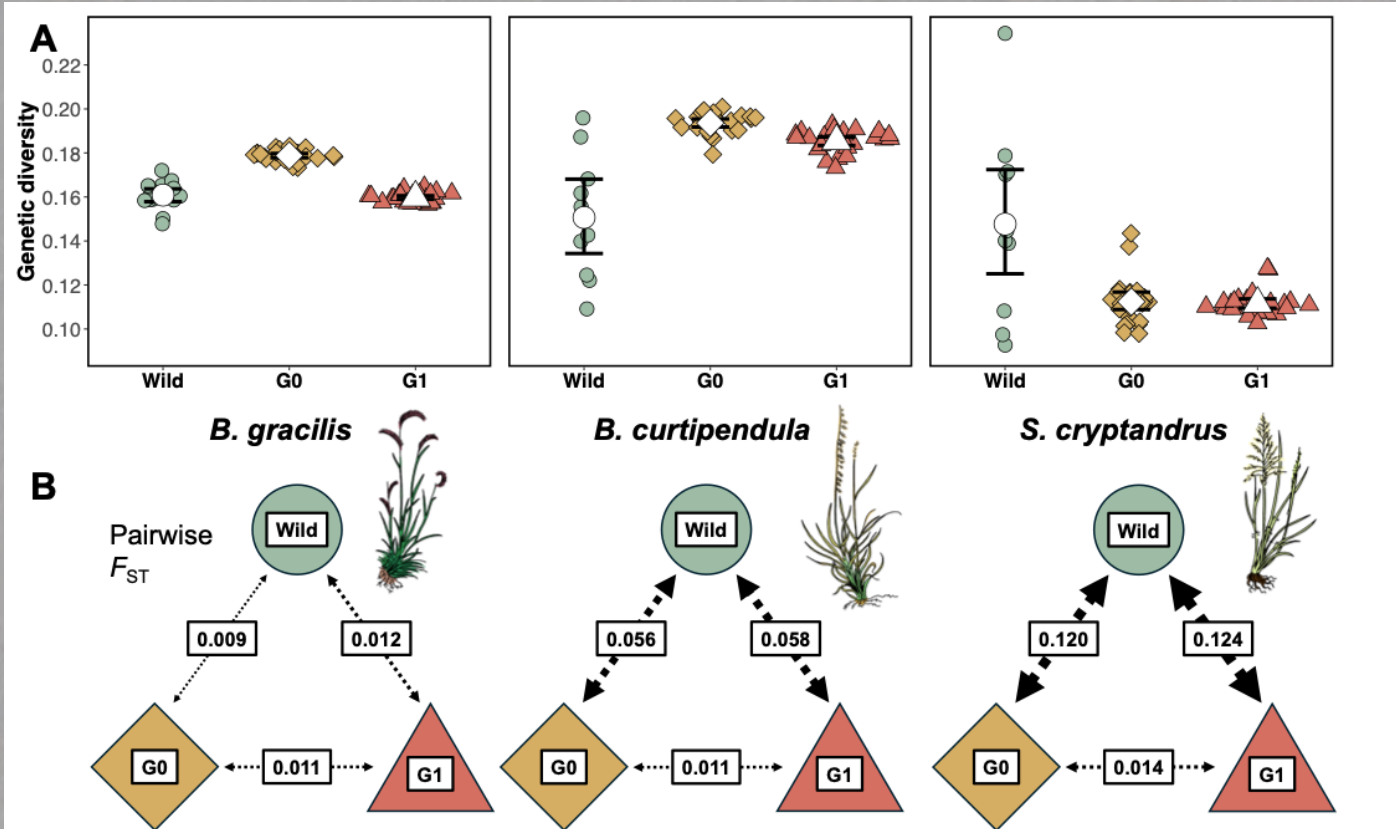 A
Genetic diversity
0.22
0.20
0.18
0.16
0.14
0.12
0.10
Wild G0 G1
Wild G0 G1
Wild G0 G1
B. gracilis
B. curtipendula
S. cryptandrus
B
Pairwise
FST
Wild
0.009
0.012
G0
0.011
G1
Wild
0.056
0.058
G0
0.011
G1
Wild
0.120
0.124
G0
0.014
G1